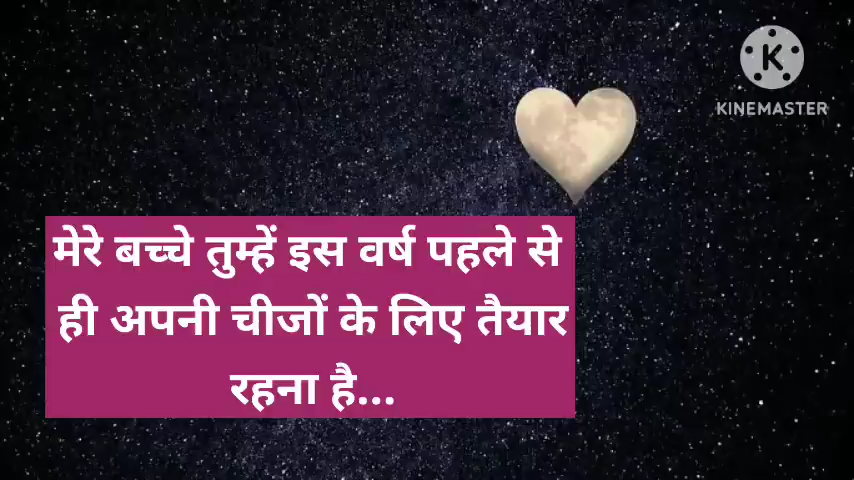 KINEMASTER
मेरे बच्चे तुम्हें इस वर्ष पहले से
ही अपनी चीजों के लिए तैयार
रहना है...